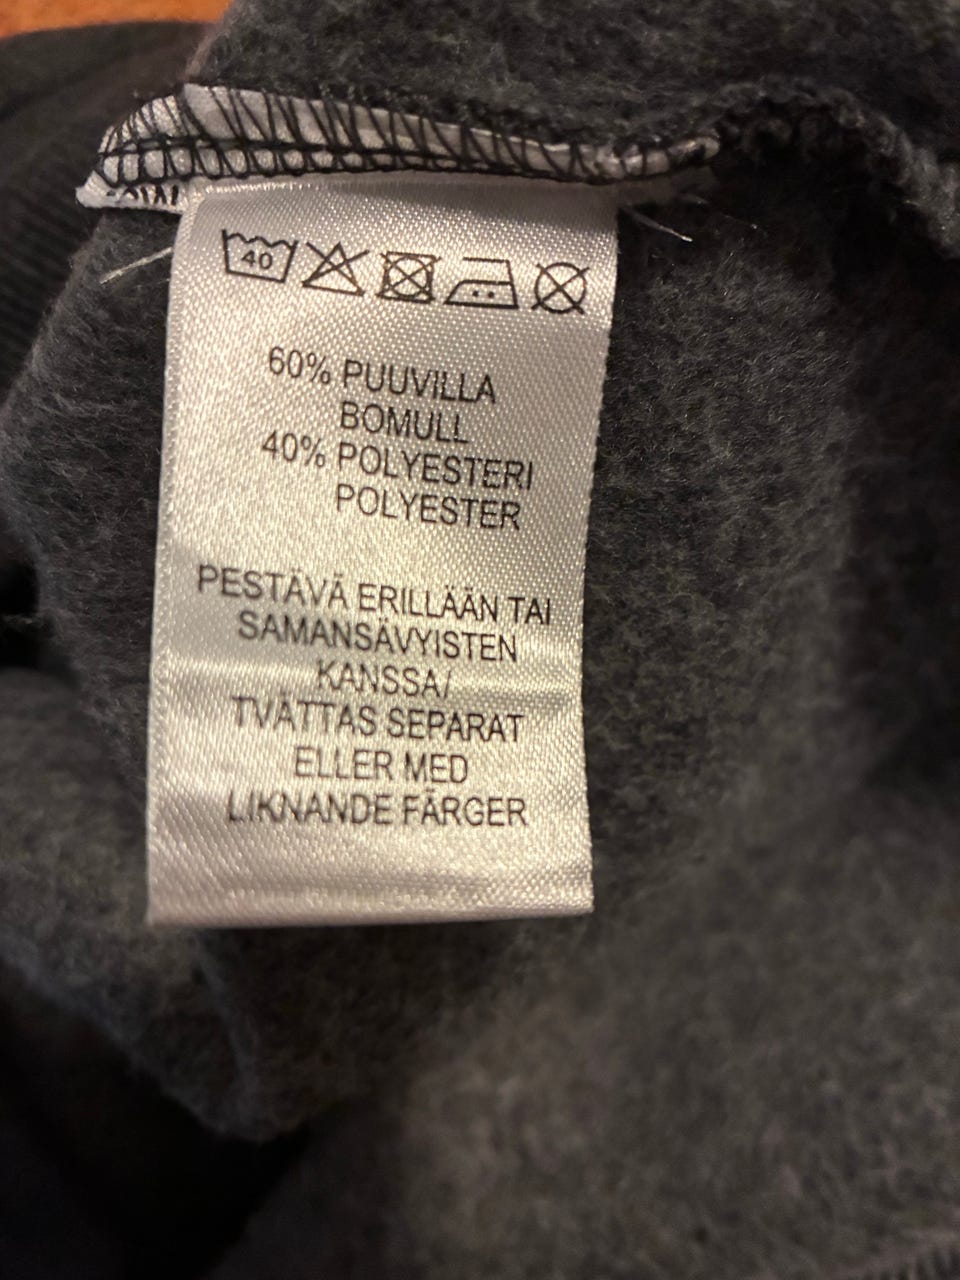 40
60% PUUVILLA
BOMULL
40% POLYESTERI
POLYESTER
PESTÄVÄ ERILLÄÄN TAI
SAMANSÄVYISTEN
KANSSA/
TVÄTTAS SEPARAT
ELLER MED
LIKNANDE FÄRGER